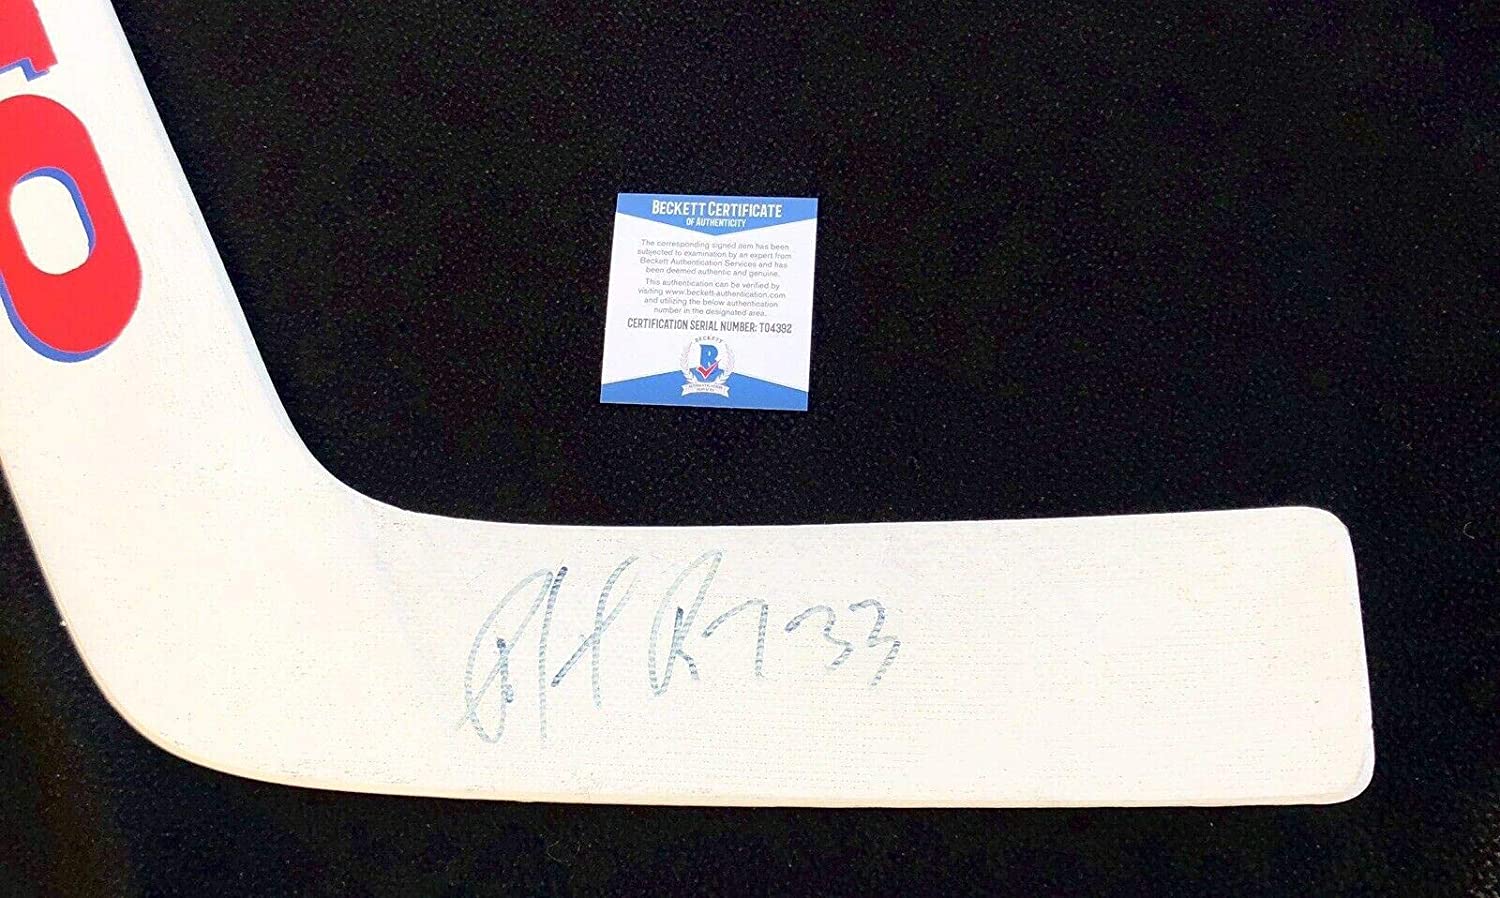 O
BECKETT CERTIFICATE
OF AUTHENTICITY
The corresponding signed item has been
subjected to examination by an expert from
Beckett Authentication Services and has
been deemed authentic and genuine.
This authentication can be verified by
visiting www.beckett-authentication.com
and utilizing the below authentication
number in the designated area.
CERTIFICATION SERIAL NUMBER: T04392
BECKETT
B
33